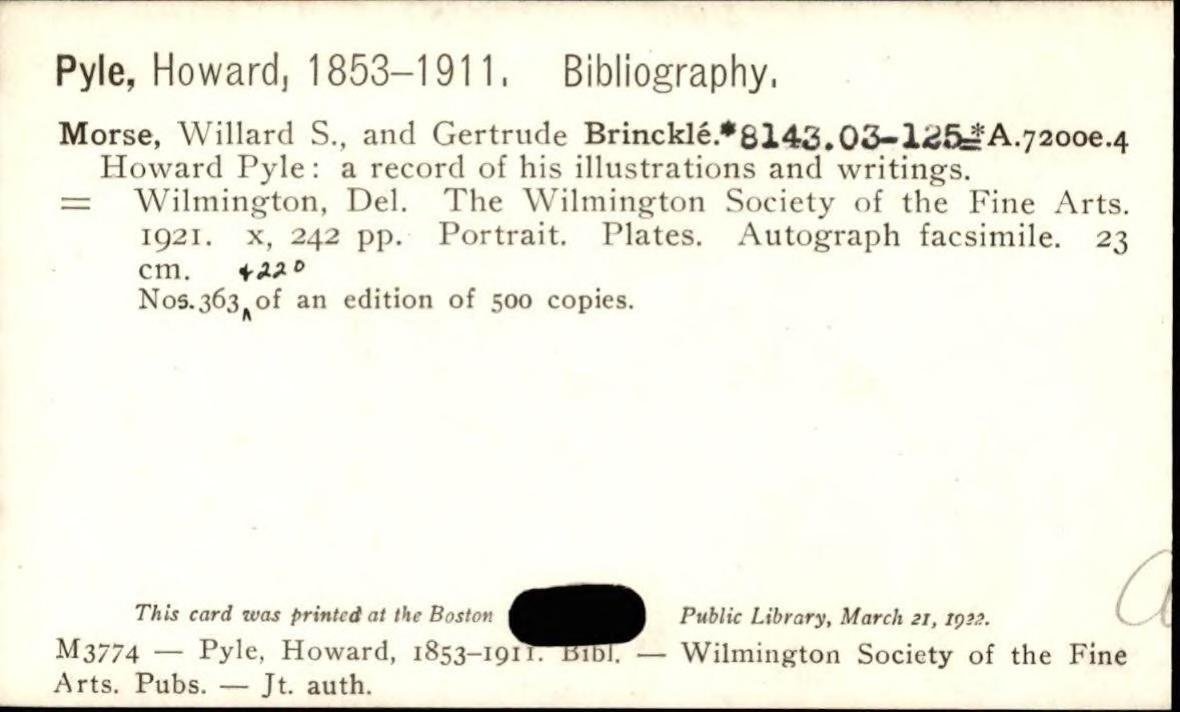 Pyle, Howard, 1853–1911. Bibliography.
Morse, Willard S., and Gertrude Brincklé.*8143.03-125=*A.7200e.4
Howard Pyle: a record of his illustrations and writings.
= Wilmington, Del. The Wilmington Society of the Fine Arts.
1921. x, 242 pp. Portrait. Plates. Autograph facsimile. 23
cm. +220
Nos.363‸of an edition of 500 copies.
This card was printed at the Boston Public Library, March 21, 1922.
M3774 — Pyle, Howard, 1853–1911. Bibl. — Wilmington Society of the Fine
Arts. Pubs. — Jt. auth.